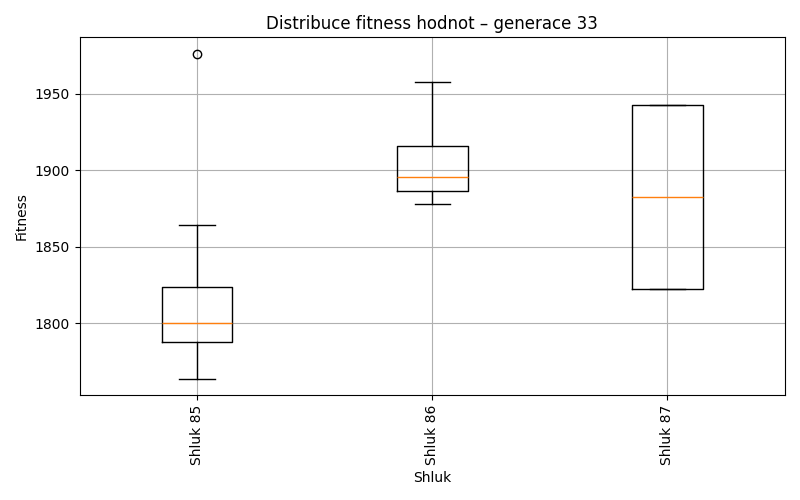 Distribuce fitness hodnot – generace 33
Fitness
1950
1900
1850
1800
Shluk 85
Shluk 86
Shluk 87
Shluk